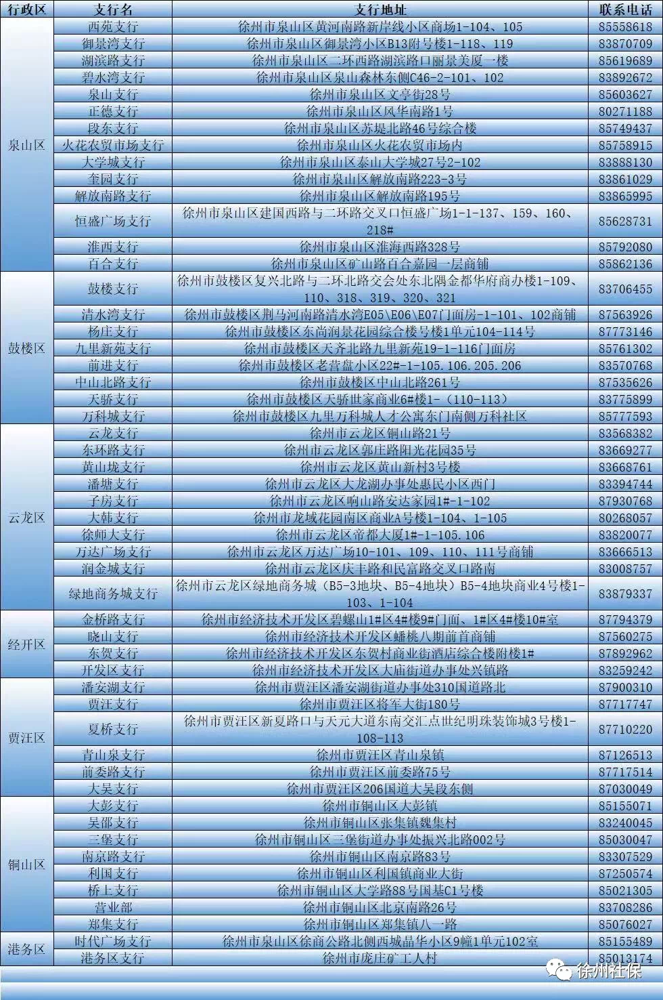 行政区 支行名 支行地址 联系电话
泉山区
西苑支行 徐州市泉山区黄河南路新岸线小区商场1-104、105 85558618
御景湾支行 徐州市泉山区御景湾小区B13附号楼1-118、119 83870709
湖滨路支行 徐州市泉山区二环西路湖滨路口丽景美厦一楼 85619689
碧水湾支行 徐州市泉山区泉山森林东侧C46-2-101、102 83892672
泉山支行 徐州市泉山区文亭街28号 85603627
正德支行 徐州市泉山区风华南路1号 80271188
段东支行 徐州市泉山区苏堤北路46号综合楼 85749437
火花农贸市场支行 徐州市泉山区火花农贸市场内 85758915
大学城支行 徐州市泉山区泰山大学城27号2-102 83888130
奎园支行 徐州市泉山区解放南路223-3号 83861029
解放南路支行 徐州市泉山区解放南路195号 83865995
恒盛广场支行 徐州市泉山区建国西路与二环路交叉口恒盛广场1-1-137、159、160、
218# 85628731
淮西支行 徐州市泉山区淮海西路328号 85792080
百合支行 徐州市泉山区矿山路百合嘉园一层商铺 85862136
鼓楼区
鼓楼支行 徐州市鼓楼区复兴北路与二环北路交会处东北隅金都华府商办楼1-109、
110、318、319、320、321 83706455
清水湾支行 徐州市鼓楼区荆马河南路清水湾E05\E06\E07门面房-1-101、102商铺 87563926
杨庄支行 徐州市鼓楼区东尚润景花园综合楼号楼1单元104-114号 87773146
九里新苑支行 徐州市鼓楼区天齐北路九里新苑19-1-116门面房 85761302
前进支行 徐州市鼓楼区老营盘小区22#-1-105.106.205.206 83570768
中山北路支行 徐州市鼓楼区中山北路261号 87535626
天骄支行 徐州市鼓楼区天骄世家商业6#楼1-（110-113） 83775899
万科城支行 徐州市鼓楼区九里万科城人才公寓东门南侧万科社区 85777593
云龙区
云龙支行 徐州市云龙区铜山路21号 83568382
东环路支行 徐州市云龙区郭庄路阳光花园35号 83669277
黄山垅支行 徐州市云龙区黄山新村3号楼 83668761
潘塘支行 徐州市云龙区大龙湖办事处惠民小区西门 83394744
子房支行 徐州市云龙区响山路安达家园1#-1-102 87930768
大韩支行 徐州市龙域花园南区商业A号楼1-104、1-105 80268057
徐师大支行 徐州市云龙区帝都大厦1#-1-105.106 83820077
万达广场支行 徐州市云龙区万达广场10-101、109、110、111号商铺 83666513
润金城支行 徐州市云龙区庆丰路和民富路交叉口路南 83008757
绿地商务城支行 徐州市云龙区绿地商务城（B5-3地块、B5-4地块）B5-4地块商业4号楼1-
103、1-104 83879337
经开区
金桥路支行 徐州市经济技术开发区碧螺山1#区4#楼9#门面、1#区4#楼10#室 87794379
晓山支行 徐州市经济技术开发区蟠桃八期前首商铺 87560275
东贺支行 徐州市经济技术开发区东贺村商业街酒店综合楼附楼1# 87892962
开发区支行 徐州市经济技术开发区大庙街道办事处兴镇路 83259242
贾汪区
潘安湖支行 徐州市贾汪区潘安湖街道办事处310国道路北 87900310
贾汪支行 徐州市贾汪区将军大街180号 87717747
夏桥支行 徐州市贾汪区新夏路口与天元大道东南交汇点世纪明珠装饰城3号楼1-
108-113 87710220
青山泉支行 徐州市贾汪区青山泉镇 87126513
前委路支行 徐州市贾汪区前委路75号 87717514
大吴支行 徐州市贾汪区206国道大吴段东侧 87030049
铜山区
大彭支行 徐州市铜山区大彭镇 85155071
吴邵支行 徐州市铜山区张集镇魏集村 83240045
三堡支行 徐州市铜山区三堡街道办事处振兴北路002号 85030047
南京路支行 徐州市铜山区南京路83号 83307529
利国支行 徐州市铜山区利国镇商业大街 87250574
桥上支行 徐州市铜山区大学路88号国基C1号楼 85021305
营业部 徐州市铜山区北京南路26号 83708286
郑集支行 徐州市铜山区郑集镇八一路 85076027
港务区
时代广场支行 徐州市泉山区徐商公路北侧西城晶华小区9幢1单元102室 85155489
港务区支行 徐州市庞庄矿工人村 85013174
徐州社保